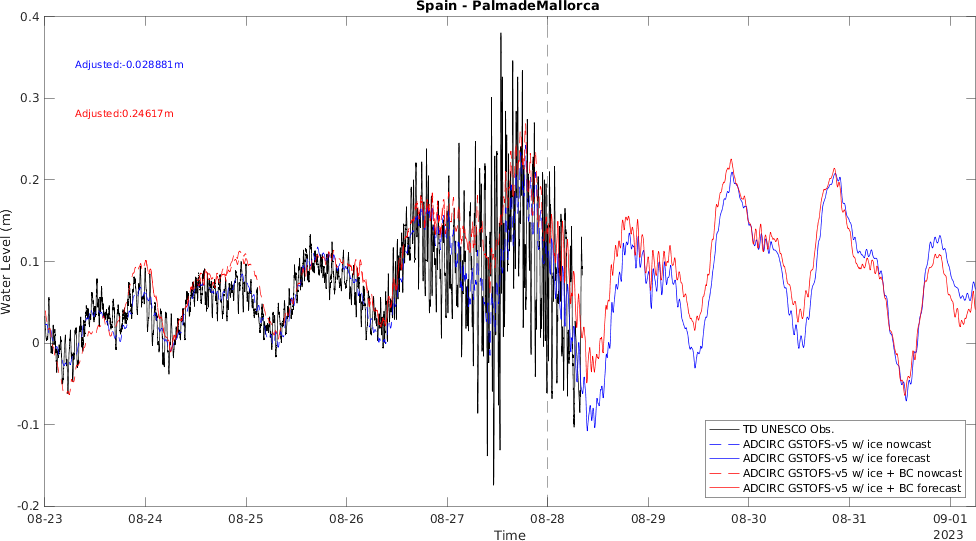 Spain - PalmadeMallorca
0.4
0.3
0.2
0.1
0
-0.1
-0.2
Water Level (m)
Adjusted:-0.028881m
Adjusted:0.24617m
TD UNESCO Obs.
ADCIRC GSTOFS-v5 w/ ice nowcast
ADCIRC GSTOFS-v5 w/ ice forecast
ADCIRC GSTOFS-v5 w/ ice + BC nowcast
ADCIRC GSTOFS-v5 w/ ice + BC forecast
08-23 08-24 08-25 08-26 08-27 08-28 08-29 08-30 08-31 09-01
2023
Time